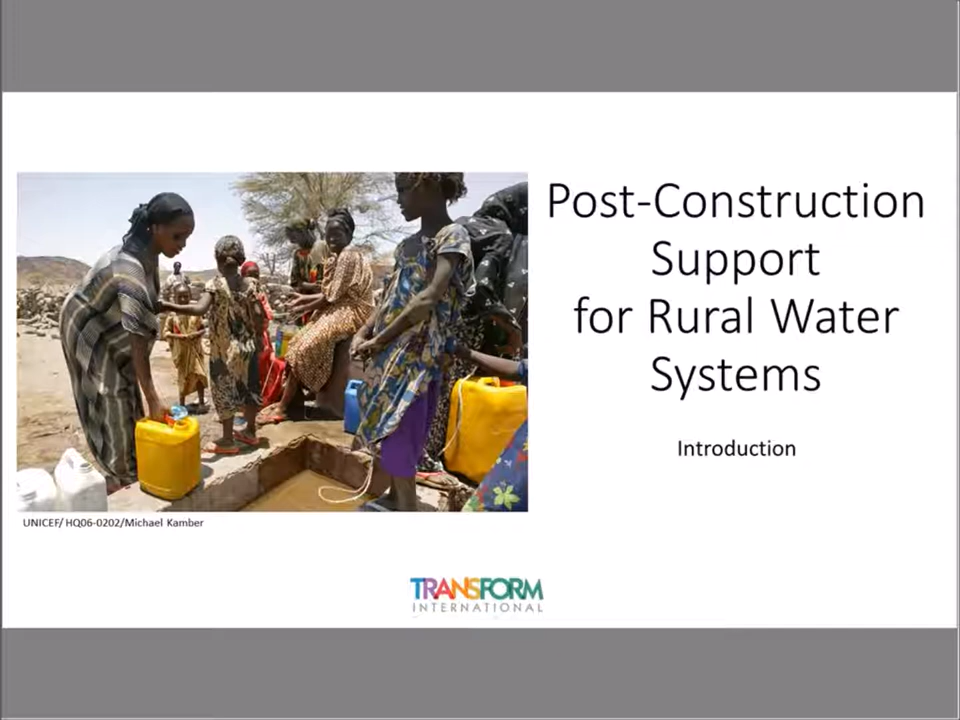 Post-Construction
Support
for Rural Water
Systems
Introduction
UNICEF/HQ06-0202/Michael Kamber
TRANSFORM
INTERNATIONAL